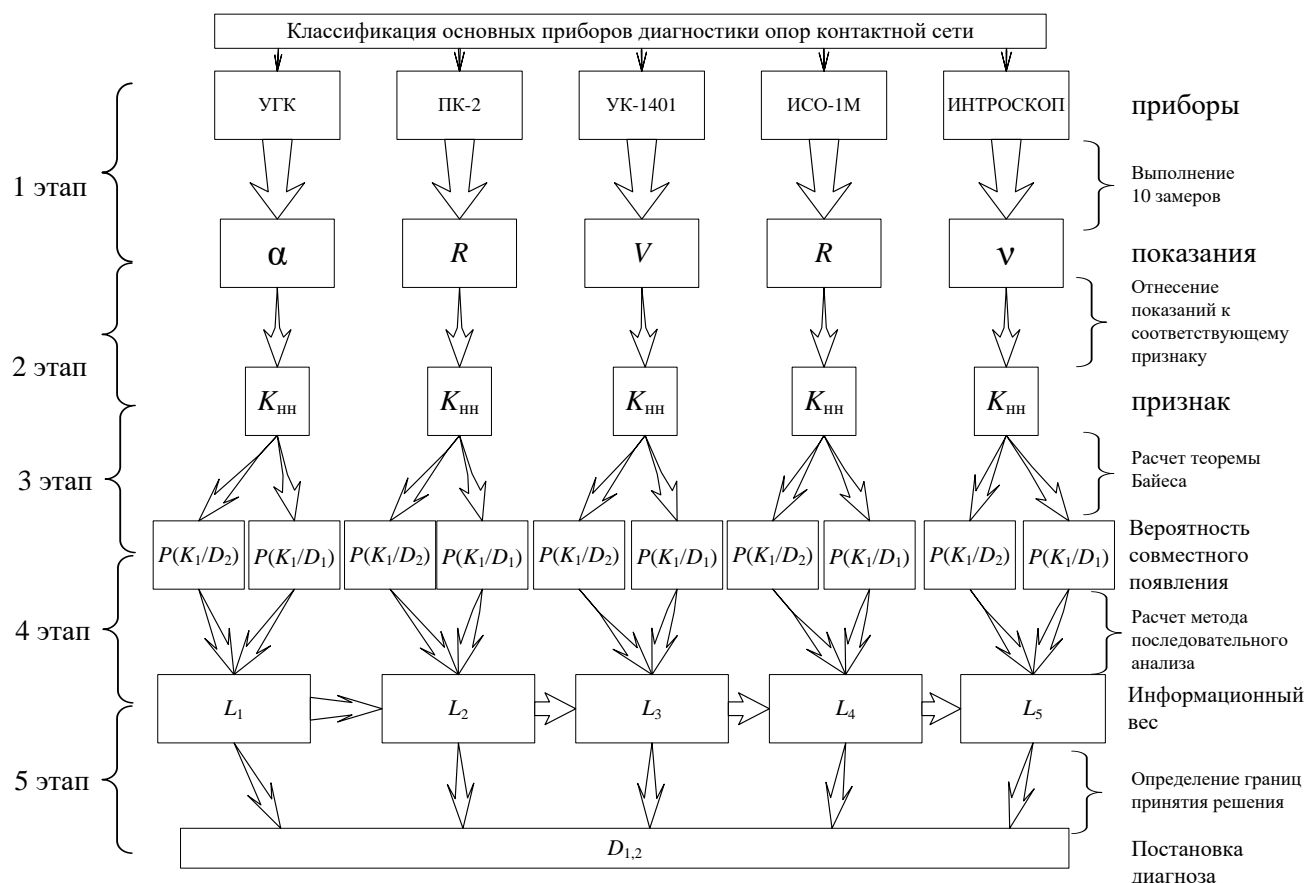 Классификация основных приборов диагностики опор контактной сети
УГК
ПК-2
УК-1401
ИСО-1М
ИНТРОСКОП
приборы
1 этап
Выполнение
10 замеров
α
R
V
R
ν
показания
Отнесение
показаний к
соответствующему
признаку
2 этап
Kнн
Kнн
Kнн
Kнн
Kнн
признак
3 этап
Расчет теоремы
Байеса
P(K1/D2)
P(K1/D1)
P(K1/D2)
P(K1/D1)
P(K1/D2)
P(K1/D1)
P(K1/D2)
P(K1/D1)
P(K1/D2)
P(K1/D1)
Вероятность
совместного
появления
4 этап
Расчет метода
последовательного
анализа
L1
L2
L3
L4
L5
Информационный
вес
5 этап
Определение границ
принятия решения
D1,2
Постановка
диагноза